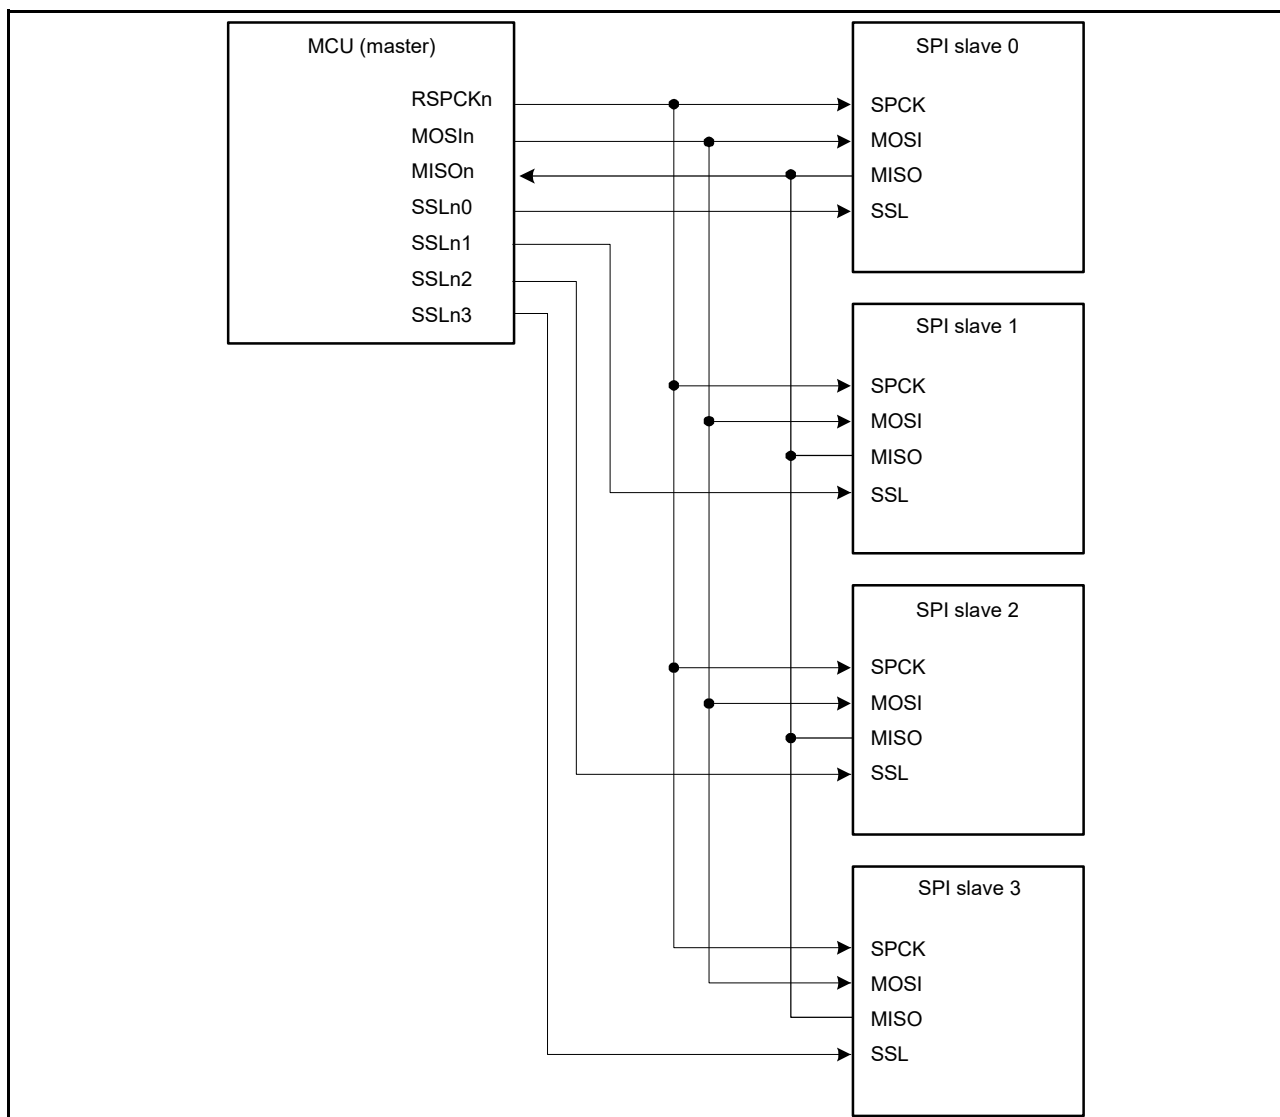 MCU (master)
RSPCKn
MOSIn
MISOn
SSLn0
SSLn1
SSLn2
SSLn3
SPI slave 0
SPCK
MOSI
MISO
SSL
SPI slave 1
SPCK
MOSI
MISO
SSL
SPI slave 2
SPCK
MOSI
MISO
SSL
SPI slave 3
SPCK
MOSI
MISO
SSL